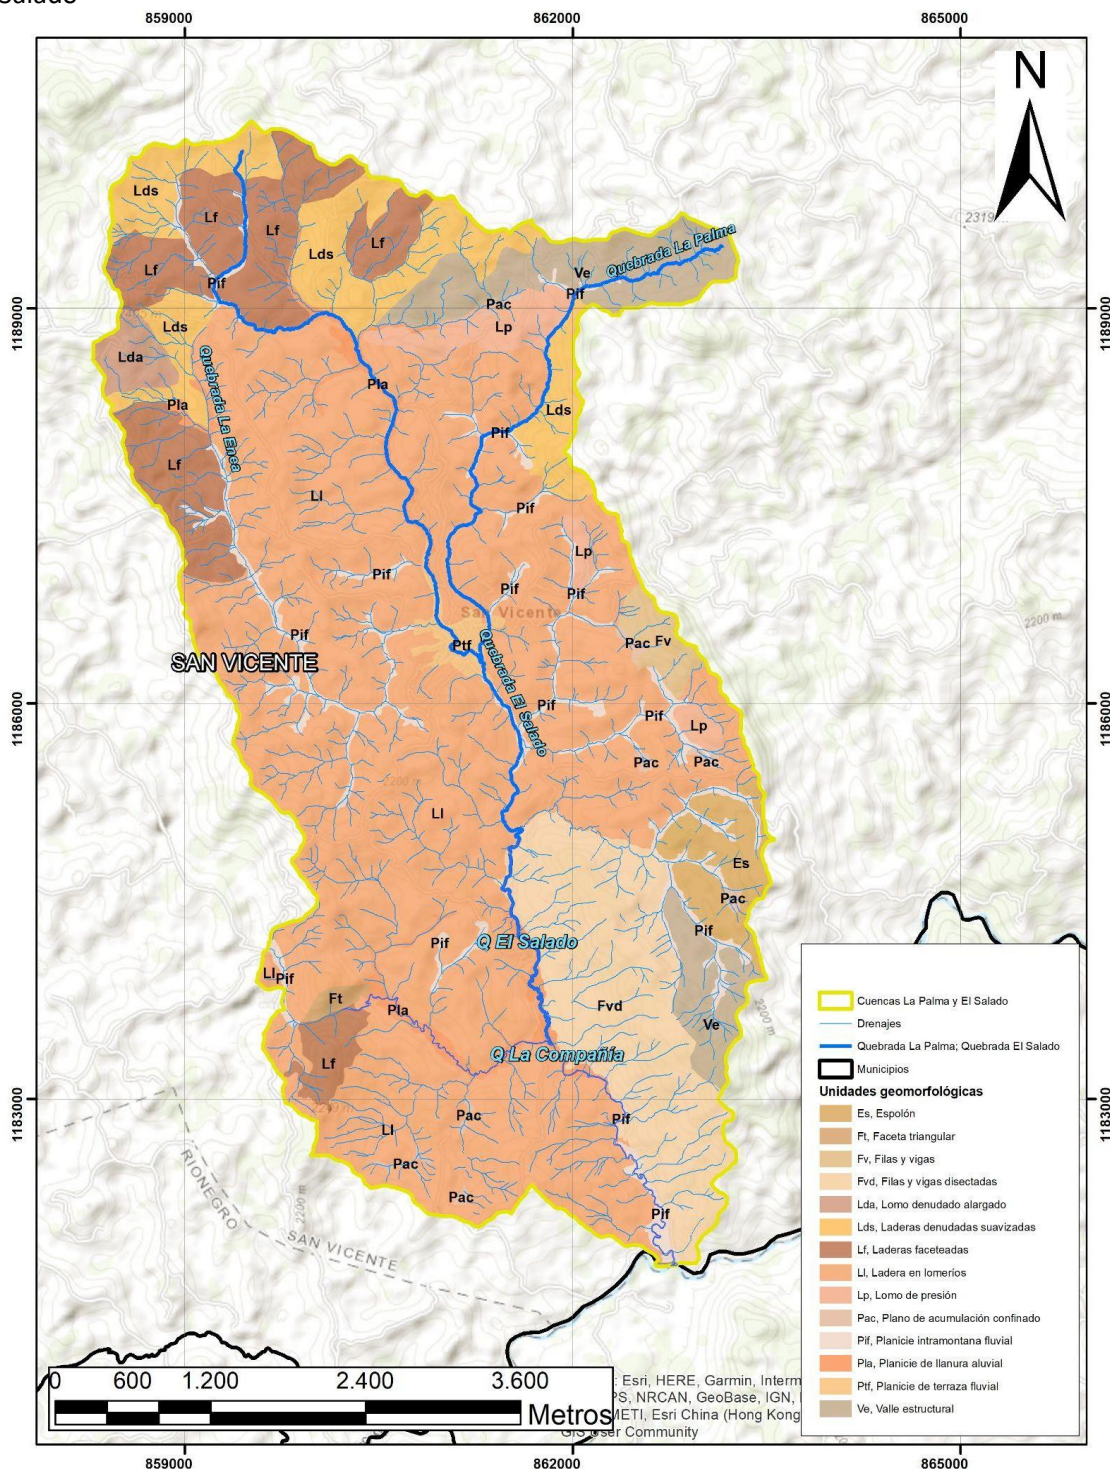 Salado
859000
862000
865000
N
2319
Lds
Lf
Lf
Lds
Lf
Quebrada La Palma
Lf
Pif
Ve
Pif
Pac
1189000
1189000
Lds
Lp
Lda
Quebrada La Enea
Pla
Pla
Lds
Pif
Lf
Ll
Pif
Lp
Pif
Pif
Pif
San Vicente
2200 m
Pif
Ptf
Quebrada El Salado
Pac
Fv
SAN VICENTE
1186000
1186000
Pif
Pif
Lp
Pac
Pac
2200 m
Ll
Es
Pac
Pif
Pif
Q El Salado
Ll
Pif
Ft
Pla
Fvd
2200 m
Ve
Q La Compañia
Lf
1183000
1183000
Pac
Pif
Ll
Pac
Pac
Pif
RIONEGRO
2200 m
SAN VICENTE
Cuencas La Palma y El Salado
Drenajes
Quebrada La Palma; Quebrada El Salado
Municipios
Unidades geomorfológicas
Es, Espolón
Ft, Faceta triangular
Fv, Filas y vigas
Fvd, Filas y vigas disectadas
Lda, Lomo denudado alargado
Lds, Laderas denudadas suavizadas
Lf, Laderas faceteadas
Ll, Ladera en lomeríos
Lp, Lomo de presión
Pac, Plano de acumulación confinado
Pif, Planicie intramontana fluvial
Pla, Planicie de llanura aluvial
Ptf, Planicie de terraza fluvial
Ve, Valle estructural
0 600 1.200 2.400 3.600
Metros
: Esri, HERE, Garmin, Interm
PS, NRCAN, GeoBase, IGN,
METI, Esri China (Hong Kong
GIS User Community
859000
862000
865000